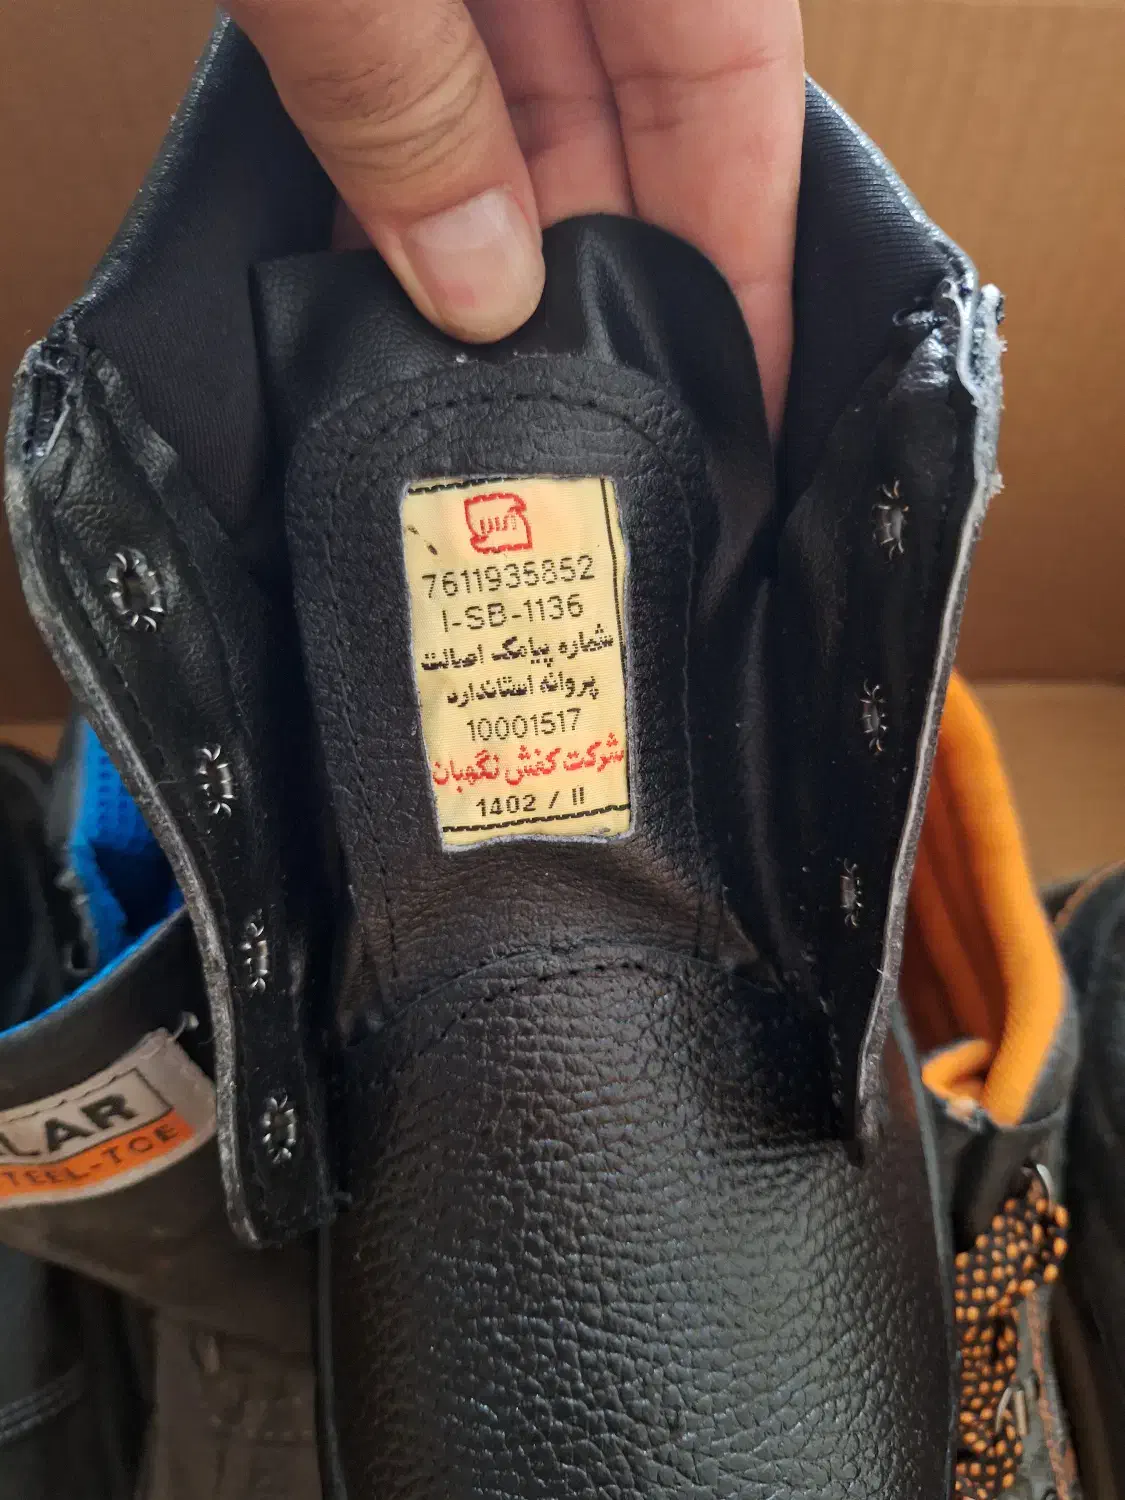 7611935852
I-SB-1136
شماره پیامک اصالت
پروانه استاندارد
10001517
شرکت کفش نگهبان
1402 / II
LAR
TEEL-TOE